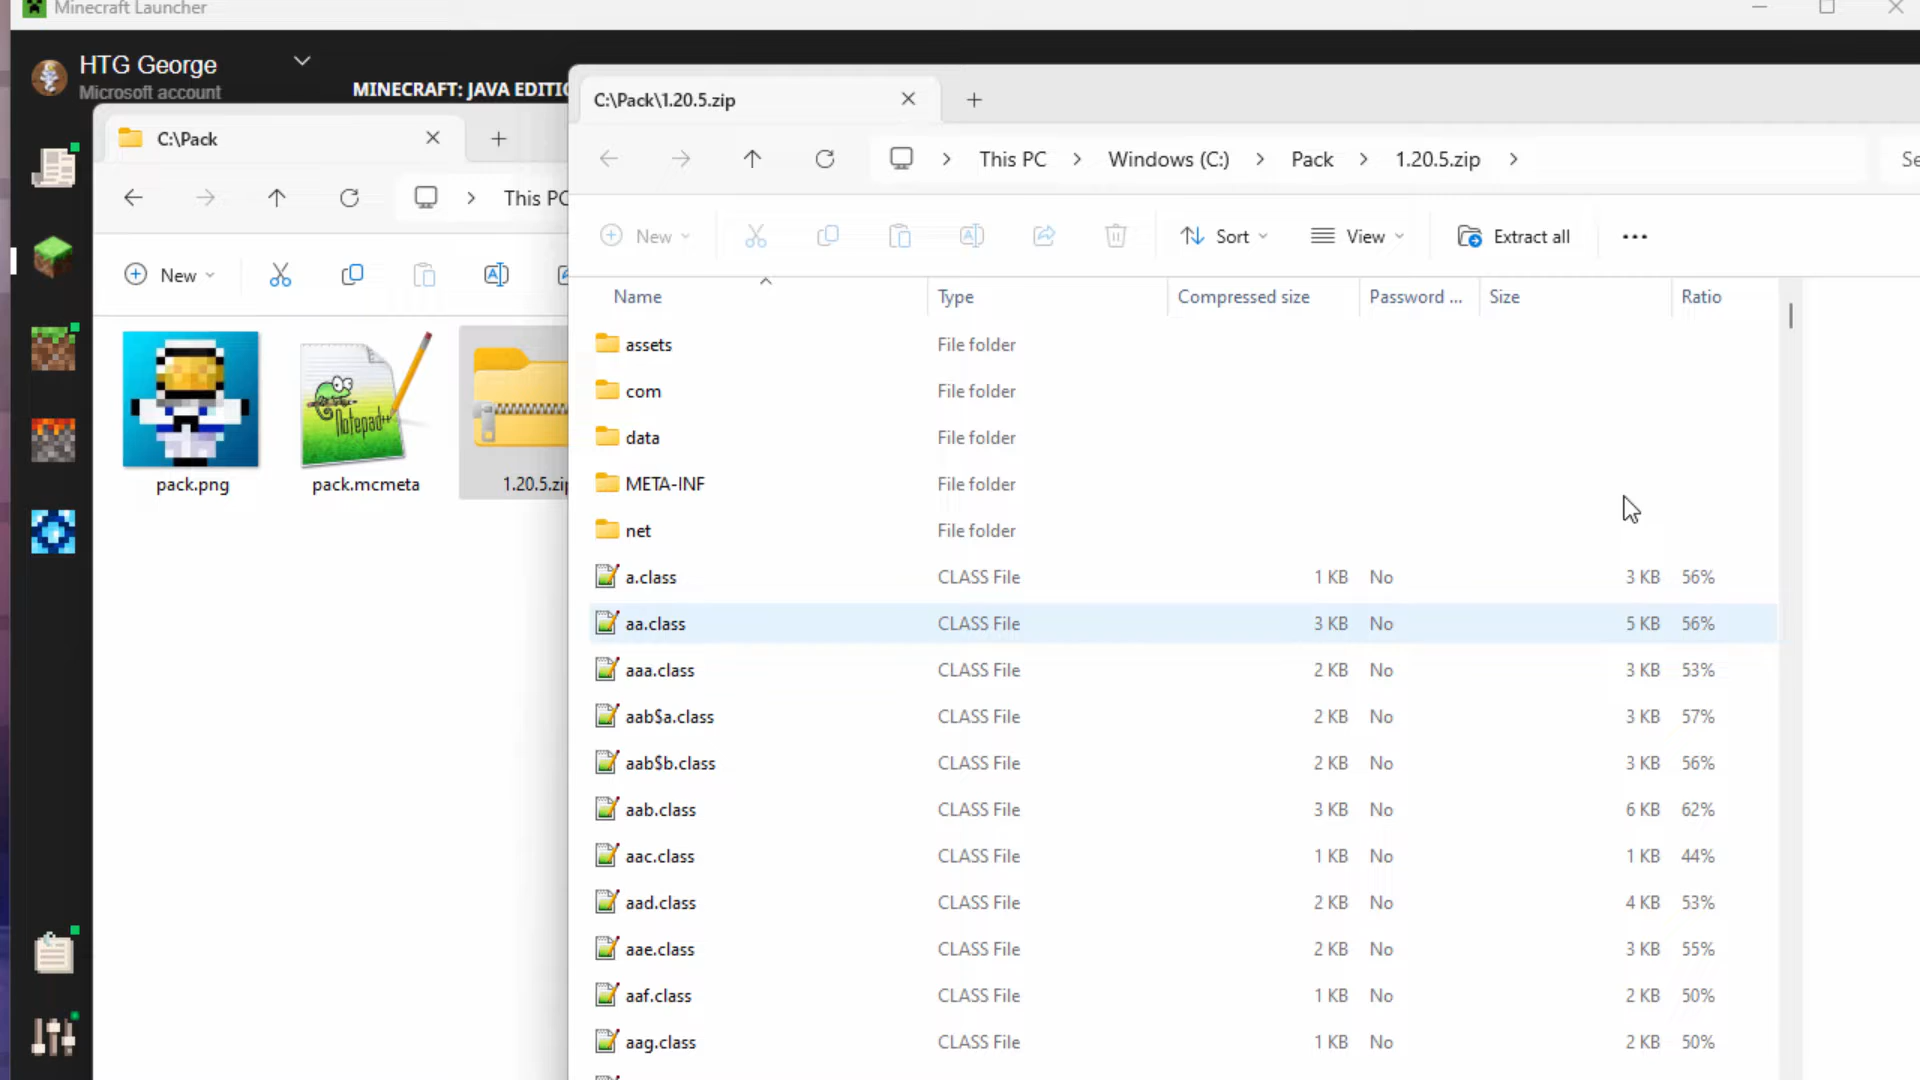 Minecraft Launcher
HTG George
Microsoft account
MINECRAFT: JAVA EDITIO
C:\Pack
This PC
New
Notepad++
pack.png
pack.mcmeta
1.20.5.zip
C:\Pack\1.20.5.zip
This PC > Windows (C:) > Pack > 1.20.5.zip >
Se
New
Sort
View
Extract all
Name Type Compressed size Password ... Size Ratio
assets File folder
com File folder
data File folder
META-INF File folder
net File folder
a.class CLASS File 1 KB No 3 KB 56%
aa.class CLASS File 3 KB No 5 KB 56%
aaa.class CLASS File 2 KB No 3 KB 53%
aab$a.class CLASS File 2 KB No 3 KB 57%
aab$b.class CLASS File 2 KB No 3 KB 56%
aab.class CLASS File 3 KB No 6 KB 62%
aac.class CLASS File 1 KB No 1 KB 44%
aad.class CLASS File 2 KB No 4 KB 53%
aae.class CLASS File 2 KB No 3 KB 55%
aaf.class CLASS File 1 KB No 2 KB 50%
aag.class CLASS File 1 KB No 2 KB 50%